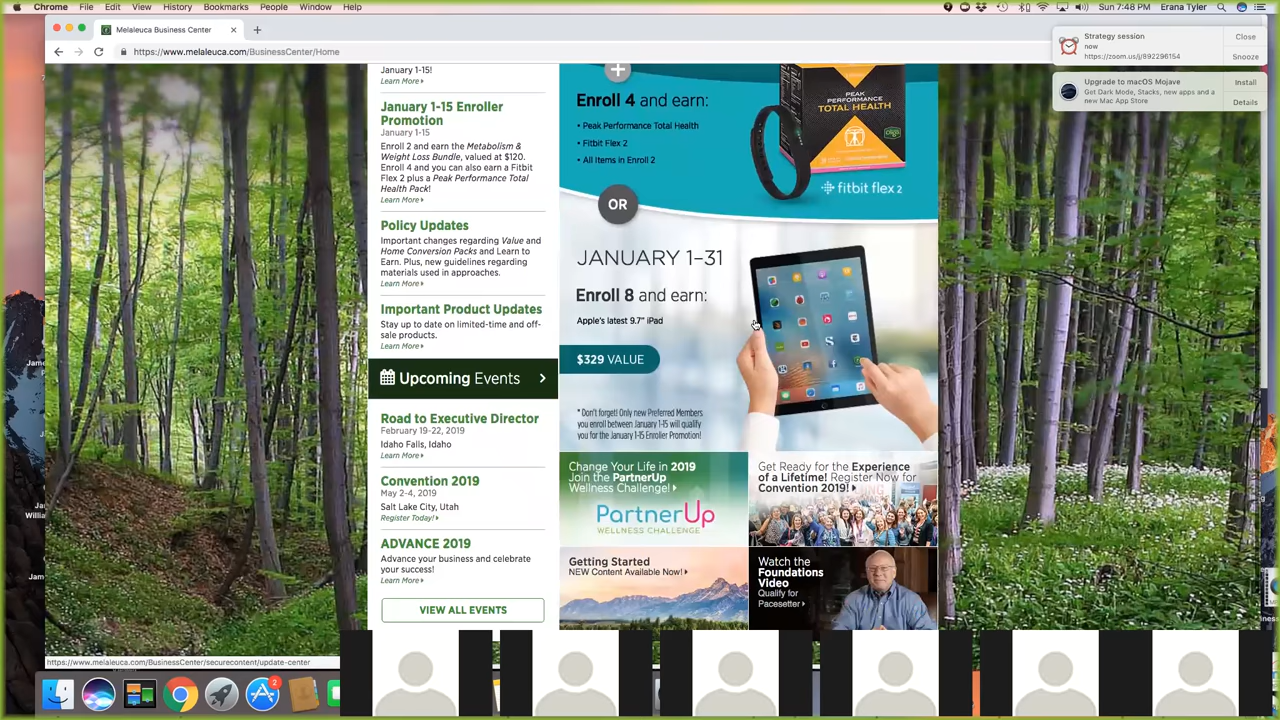 Chrome File Edit View History Bookmarks People Window Help
Sun 7:48 PM Erana Tyler
Melaleuca Business Center
https://www.melaleuca.com/BusinessCenter/Home
Strategy session
now
https://zoom.us/j/992296154
Close
Snooze
Upgrade to macOS Mojave
Get Dark Mode, Stacks, new apps and a
new Mac App Store
Install
Details
January 1-15!
Learn More
January 1-15 Enroller
Promotion
January 1-15
Enroll 2 and earn the Metabolism &
Weight Loss Bundle, valued at $120.
Enroll 4 and you can also earn a Fitbit
Flex 2 plus a Peak Performance Total
Health Pack!
Learn More
Policy Updates
Important changes regarding Value and
Home Conversion Packs and Learn to
Earn. Plus, new guidelines regarding
materials used in approaches.
Learn More
Important Product Updates
Stay up to date on limited-time and off-
sale products.
Learn More
Upcoming Events
Road to Executive Director
February 19-22, 2019
Idaho Falls, Idaho
Learn More
Convention 2019
May 2-4, 2019
Salt Lake City, Utah
Register Today!
ADVANCE 2019
Advance your business and celebrate
your success!
Learn More
VIEW ALL EVENTS
Enroll 4 and earn:
• Peak Performance Total Health
• Fitbit Flex 2
• All Items in Enroll 2
PEAK
PERFORMANCE
TOTAL HEALTH
fitbit flex 2
OR
JANUARY 1–31
Enroll 8 and earn:
Apple's latest 9.7" iPad
$329 VALUE
* Don't forget! Only new Preferred Members
you enroll between January 1-15 will qualify
you for the January 1-15 Enroller Promotion!
Change Your Life in 2019
Join the PartnerUp
Wellness Challenge!
PartnerUp
WELLNESS CHALLENGE
Get Ready for the Experience
of a Lifetime! Register Now for
Convention 2019!
Getting Started
NEW Content Available Now!
Watch the
Foundations
Video
Qualify for
Pacesetter
https://www.melaleuca.com/BusinessCenter/securecontent/update-center
2